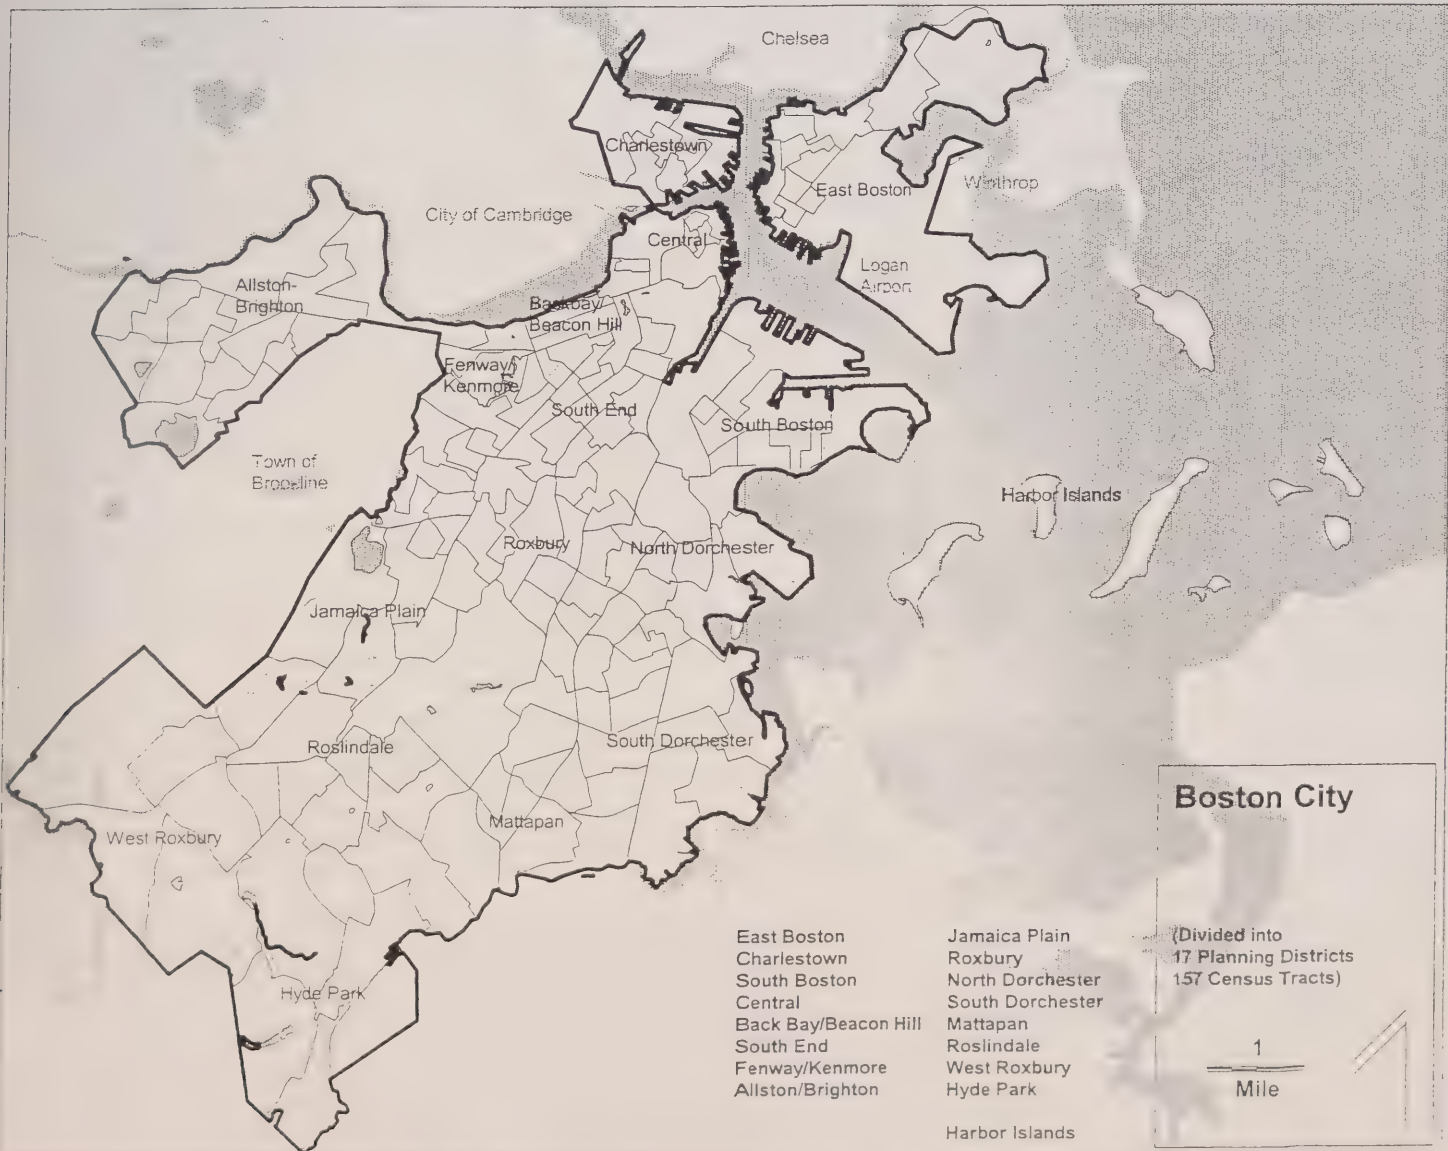 Chelsea
Charlestown
East Boston
Winthrop
City of Cambridge
Central
Logan
Airport
Allston-
Brighton
Backbay/
Beacon Hill
Fenway/
Kenmore
South End
South Boston
Town of
Brookline
Harbor Islands
Roxbury
North Dorchester
Jamaica Plain
Roslindale
South Dorchester
West Roxbury
Mattapan
Hyde Park
Boston City
(Divided into
17 Planning Districts
157 Census Tracts)
1
Mile
East Boston
Charlestown
South Boston
Central
Back Bay/Beacon Hill
South End
Fenway/Kenmore
Allston/Brighton
Jamaica Plain
Roxbury
North Dorchester
South Dorchester
Mattapan
Roslindale
West Roxbury
Hyde Park
Harbor Islands